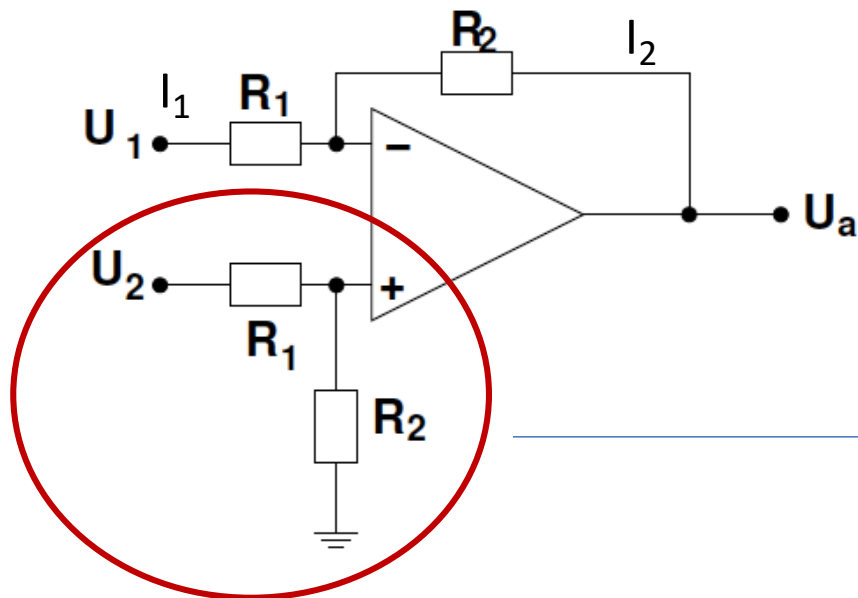 R₂
I₂
I₁
R₁
U₁
−
U₂
+
Uₐ
R₁
R₂